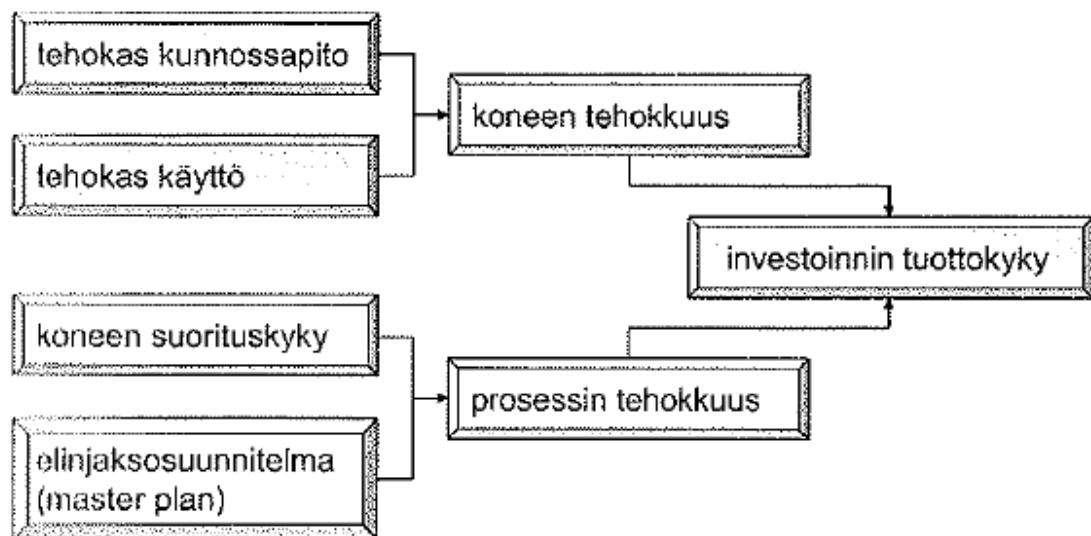 tehokas kunnossapito
koneen tehokkuus
tehokas käyttö
investoinnin tuottokyky
koneen suorituskyky
prosessin tehokkuus
elinjaksosuunnitelma
(master plan)